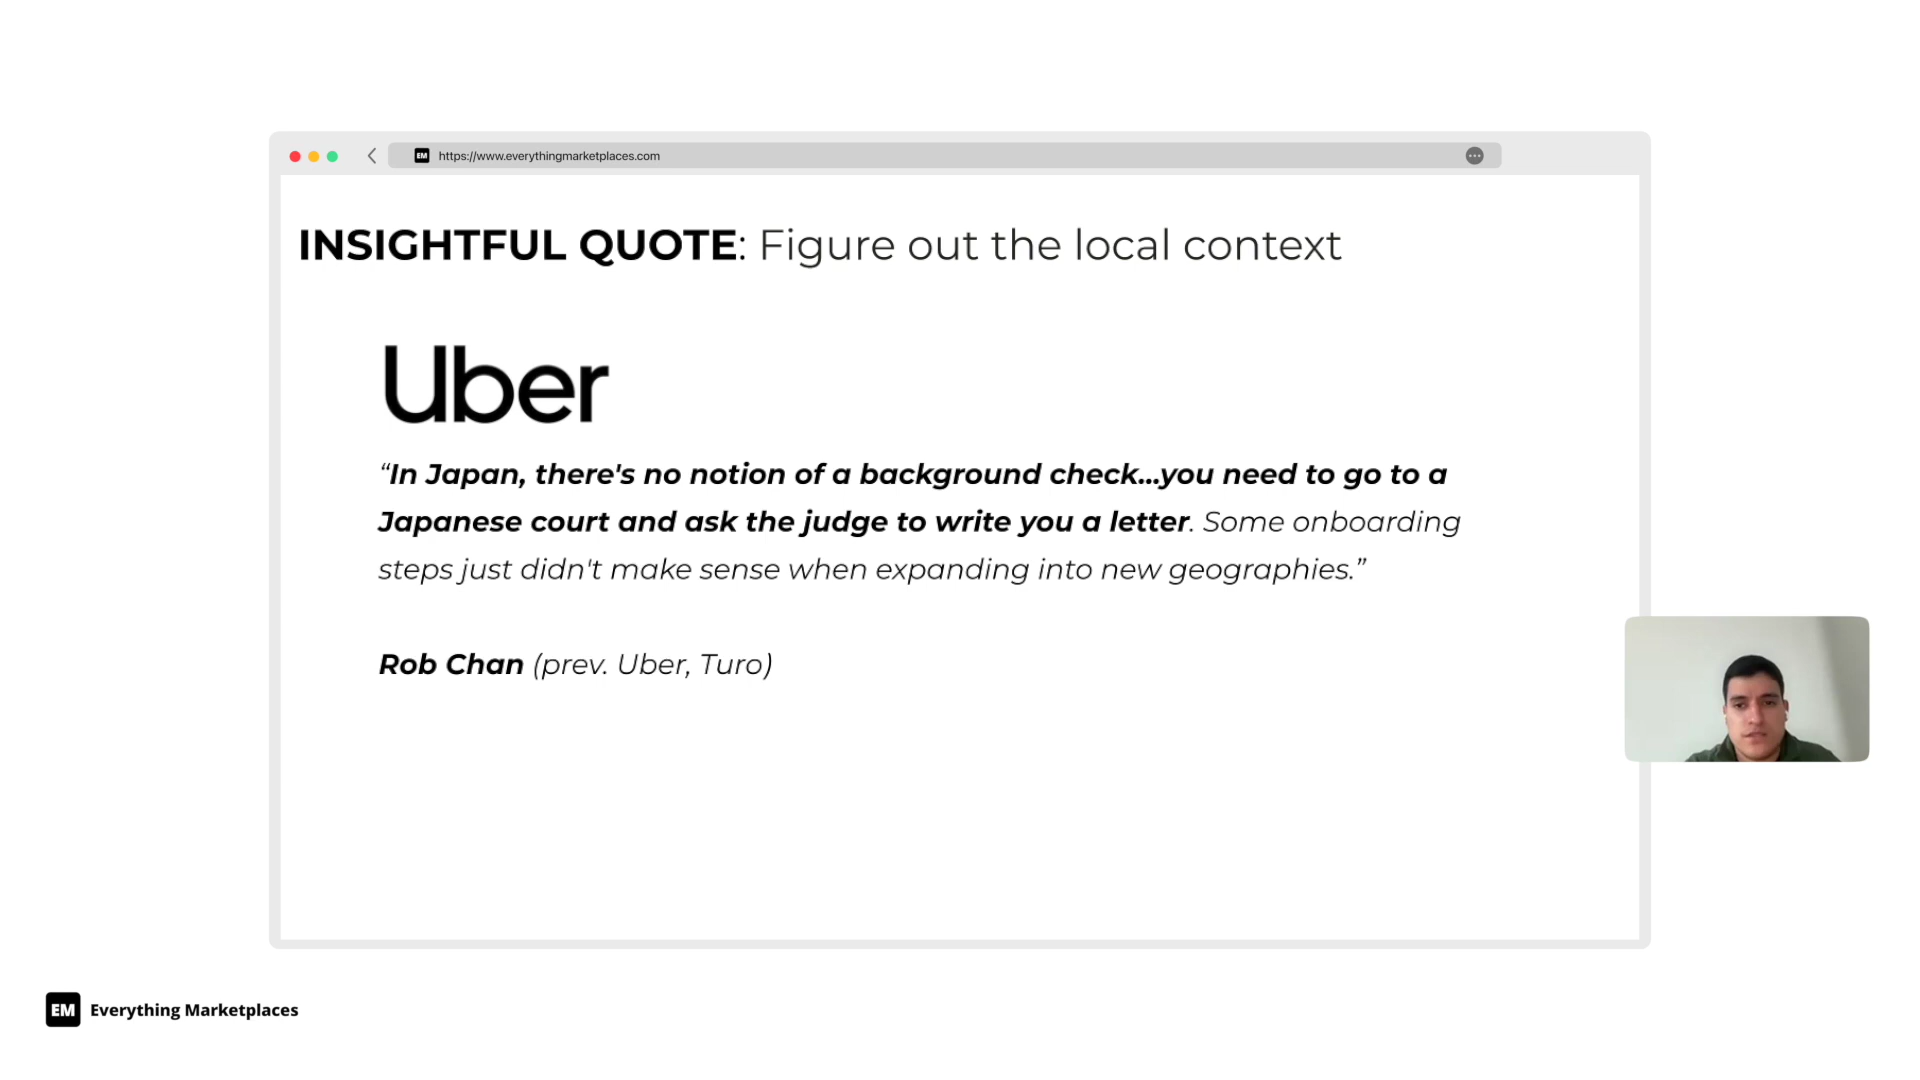 EM https://www.everythingmarketplaces.com
INSIGHTFUL QUOTE: Figure out the local context
Uber
“In Japan, there's no notion of a background check...you need to go to a
Japanese court and ask the judge to write you a letter. Some onboarding
steps just didn't make sense when expanding into new geographies.”
Rob Chan (prev. Uber, Turo)
EM Everything Marketplaces